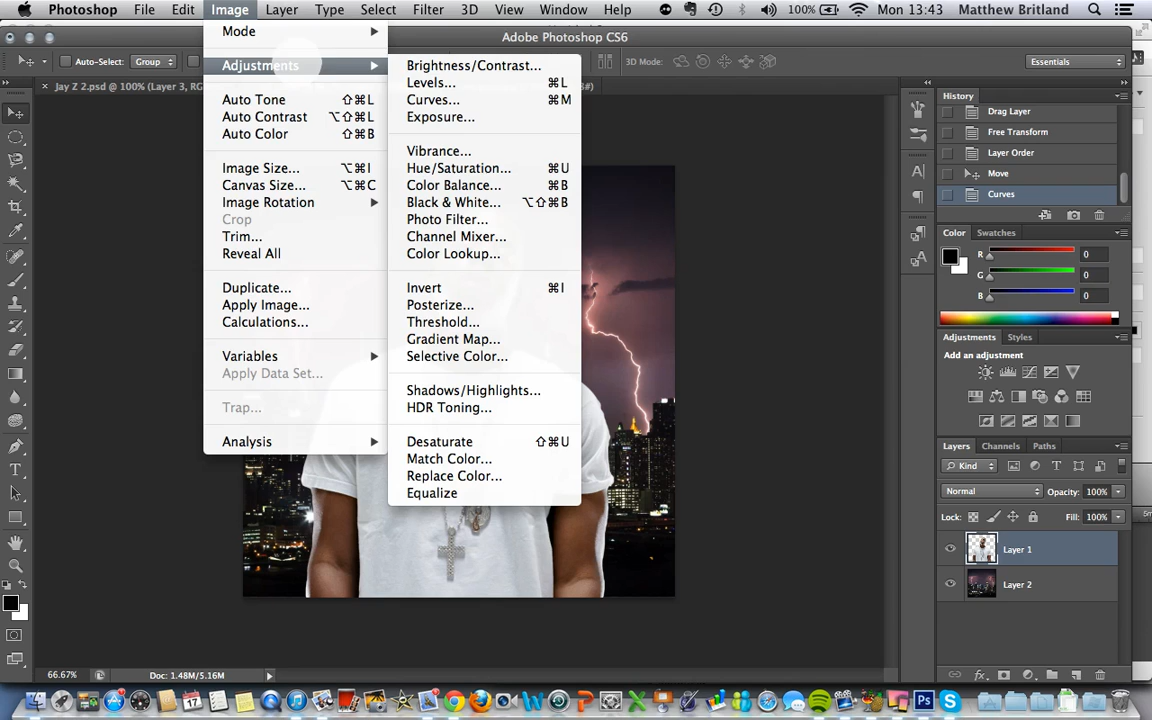 Photoshop File Edit Image Layer Type Select Filter 3D View Window Help 100% Mon 13:43 Matthew Britland
Adobe Photoshop CS6
Auto-Select: Group 3D Mode: Essentials
Jay Z 2.psd @ 100% (Layer 3, RG
Mode
Adjustments
Auto Tone ⇧⌘L
Auto Contrast ⌥⇧⌘L
Auto Color ⇧⌘B
Image Size... ⌥⌘I
Canvas Size... ⌥⌘C
Image Rotation
Crop
Trim...
Reveal All
Duplicate...
Apply Image...
Calculations...
Variables
Apply Data Set...
Trap...
Analysis
Brightness/Contrast...
Levels... ⌘L
Curves... ⌘M
Exposure...
Vibrance...
Hue/Saturation... ⌘U
Color Balance... ⌘B
Black & White... ⌥⇧⌘B
Photo Filter...
Channel Mixer...
Color Lookup...
Invert ⌘I
Posterize...
Threshold...
Gradient Map...
Selective Color...
Shadows/Highlights...
HDR Toning...
Desaturate ⇧⌘U
Match Color...
Replace Color...
Equalize
History
Drag Layer
Free Transform
Layer Order
Move
Curves
Color Swatches
R 0
G 0
B 0
Adjustments Styles
Add an adjustment
Layers Channels Paths
Kind
Normal Opacity: 100%
Lock: Fill: 100%
Layer 1
Layer 2
66.67% Doc: 1.48M/5.16M